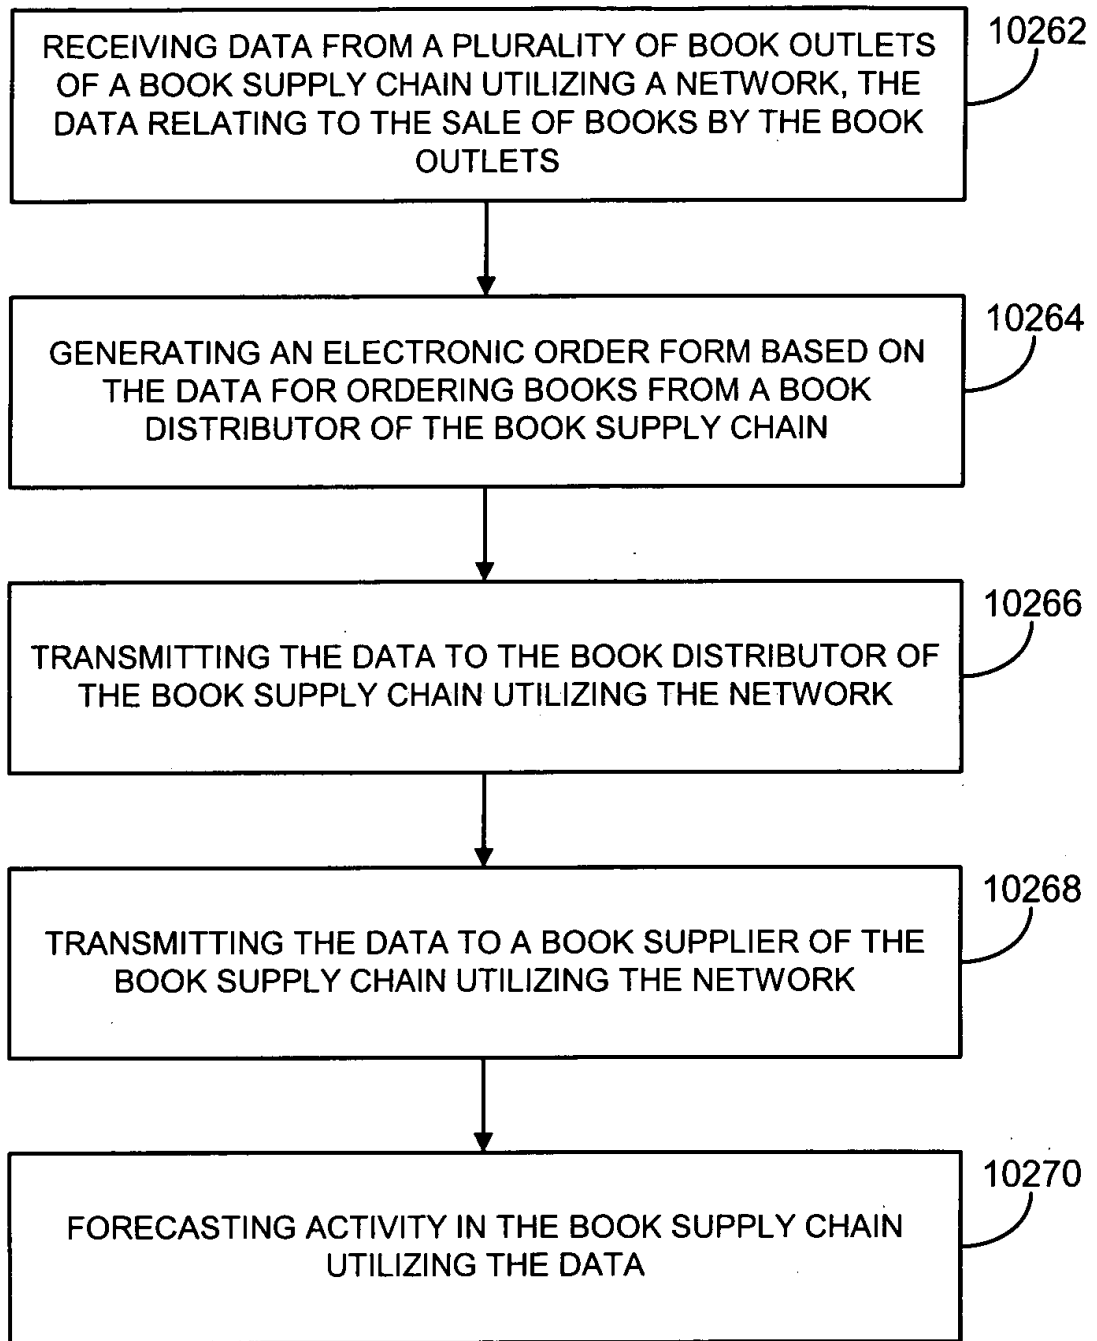 RECEIVING DATA FROM A PLURALITY OF BOOK OUTLETS
OF A BOOK SUPPLY CHAIN UTILIZING A NETWORK, THE
DATA RELATING TO THE SALE OF BOOKS BY THE BOOK
OUTLETS
10262
GENERATING AN ELECTRONIC ORDER FORM BASED ON
THE DATA FOR ORDERING BOOKS FROM A BOOK
DISTRIBUTOR OF THE BOOK SUPPLY CHAIN
10264
TRANSMITTING THE DATA TO THE BOOK DISTRIBUTOR OF
THE BOOK SUPPLY CHAIN UTILIZING THE NETWORK
10266
TRANSMITTING THE DATA TO A BOOK SUPPLIER OF THE
BOOK SUPPLY CHAIN UTILIZING THE NETWORK
10268
FORECASTING ACTIVITY IN THE BOOK SUPPLY CHAIN
UTILIZING THE DATA
10270